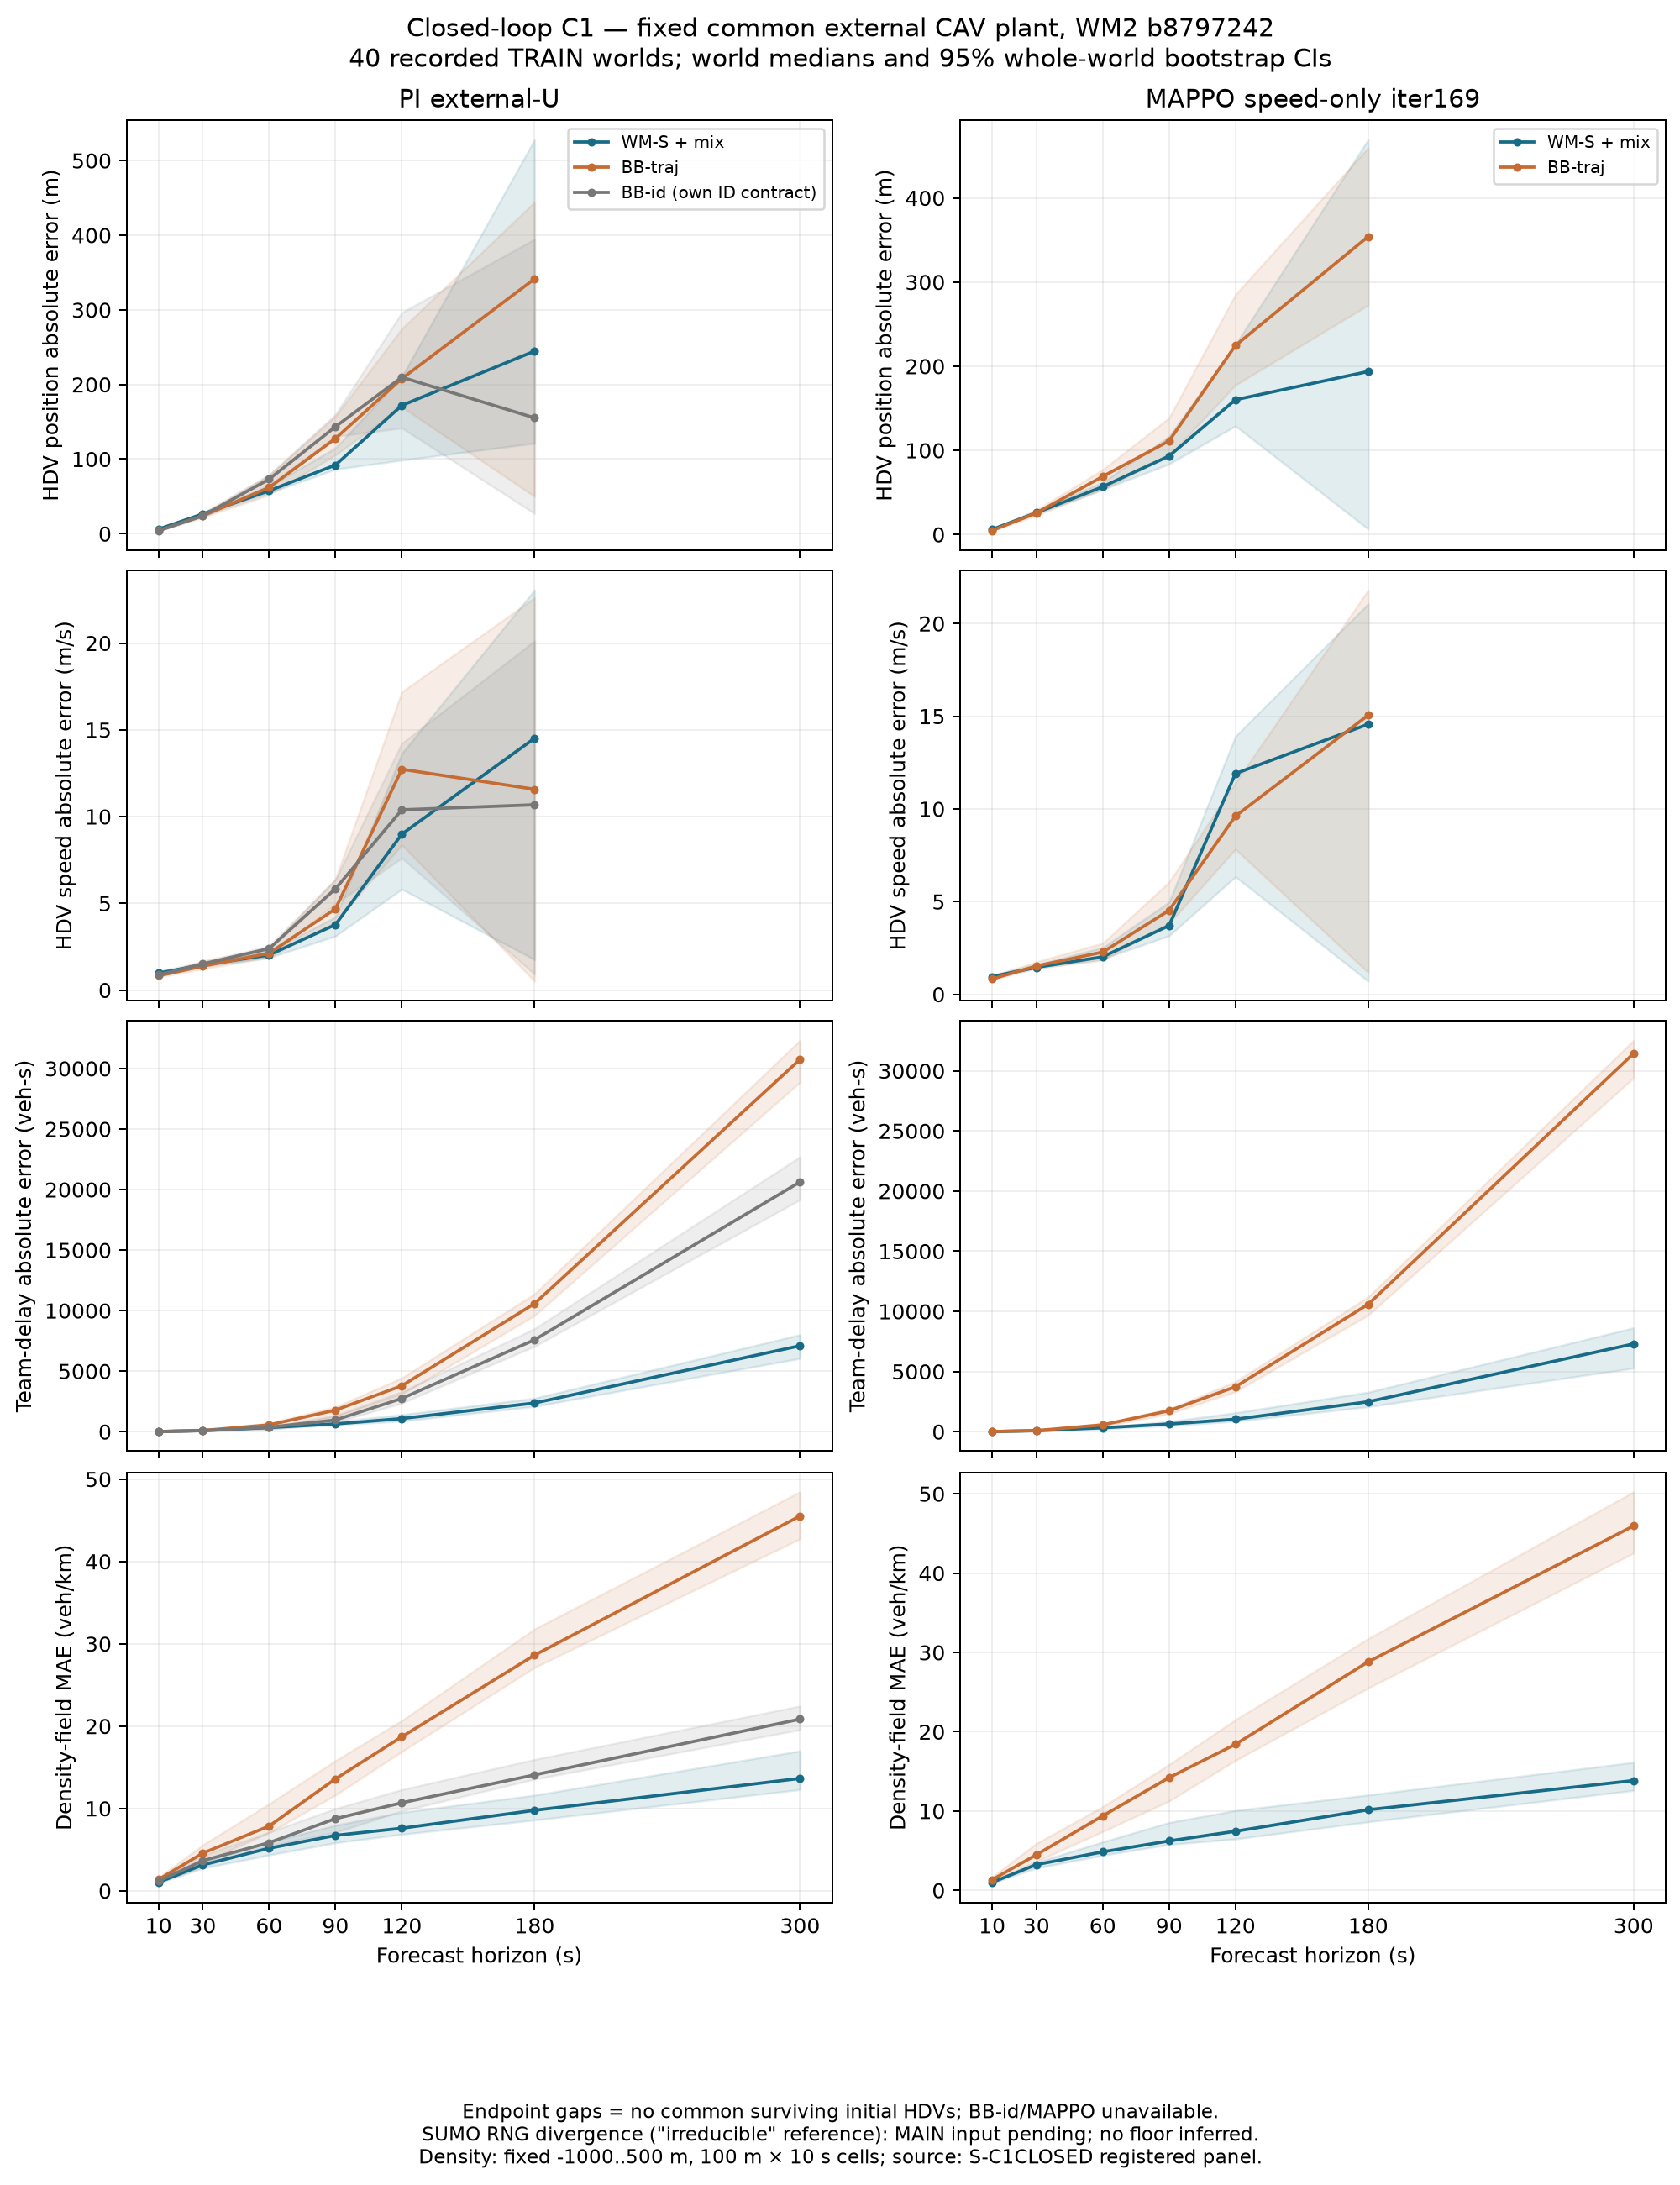 Closed-loop C1 — fixed common external CAV plant, WM2 b8797242
40 recorded TRAIN worlds; world medians and 95% whole-world bootstrap CIs
PI external-U
MAPPO speed-only iter169
HDV position absolute error (m)
500
400
300
200
100
0
WM-S + mix
BB-traj
BB-id (own ID contract)
HDV position absolute error (m)
400
300
200
100
0
WM-S + mix
BB-traj
HDV speed absolute error (m/s)
20
15
10
5
0
HDV speed absolute error (m/s)
20
15
10
5
0
Team-delay absolute error (veh-s)
30000
25000
20000
15000
10000
5000
0
Team-delay absolute error (veh-s)
30000
25000
20000
15000
10000
5000
0
Density-field MAE (veh/km)
50
40
30
20
10
0
10 30 60 90 120 180 300
Forecast horizon (s)
Density-field MAE (veh/km)
50
40
30
20
10
0
10 30 60 90 120 180 300
Forecast horizon (s)
Endpoint gaps = no common surviving initial HDVs; BB-id/MAPPO unavailable.
SUMO RNG divergence ("irreducible" reference): MAIN input pending; no floor inferred.
Density: fixed -1000..500 m, 100 m × 10 s cells; source: S-C1CLOSED registered panel.